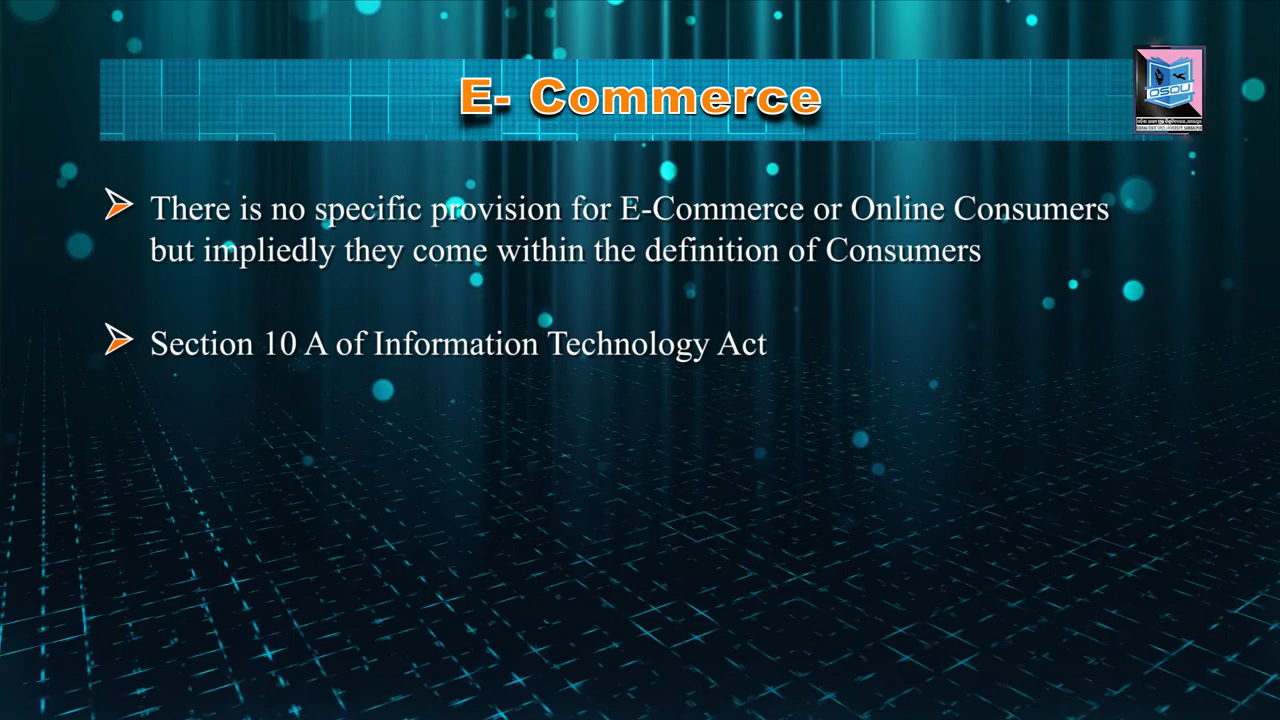 E- Commerce
OSOU
There is no specific provision for E-Commerce or Online Consumers
but impliedly they come within the definition of Consumers
Section 10 A of Information Technology Act